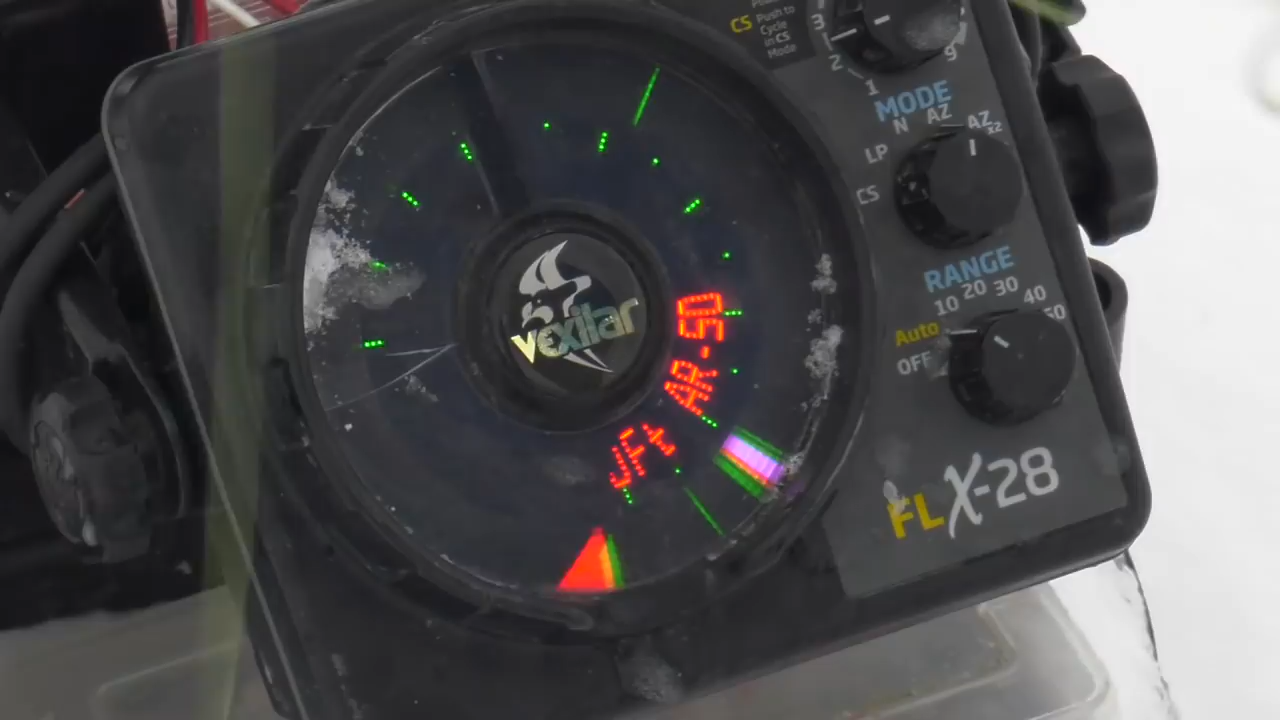 CS
Push to
Cycle
in CS
Mode
3
2
1
9
MODE
CS
LP
N
AZ
AZ x2
RANGE
OFF
Auto
10
20
30
40
50
FL X-28
vexilar
AR-50